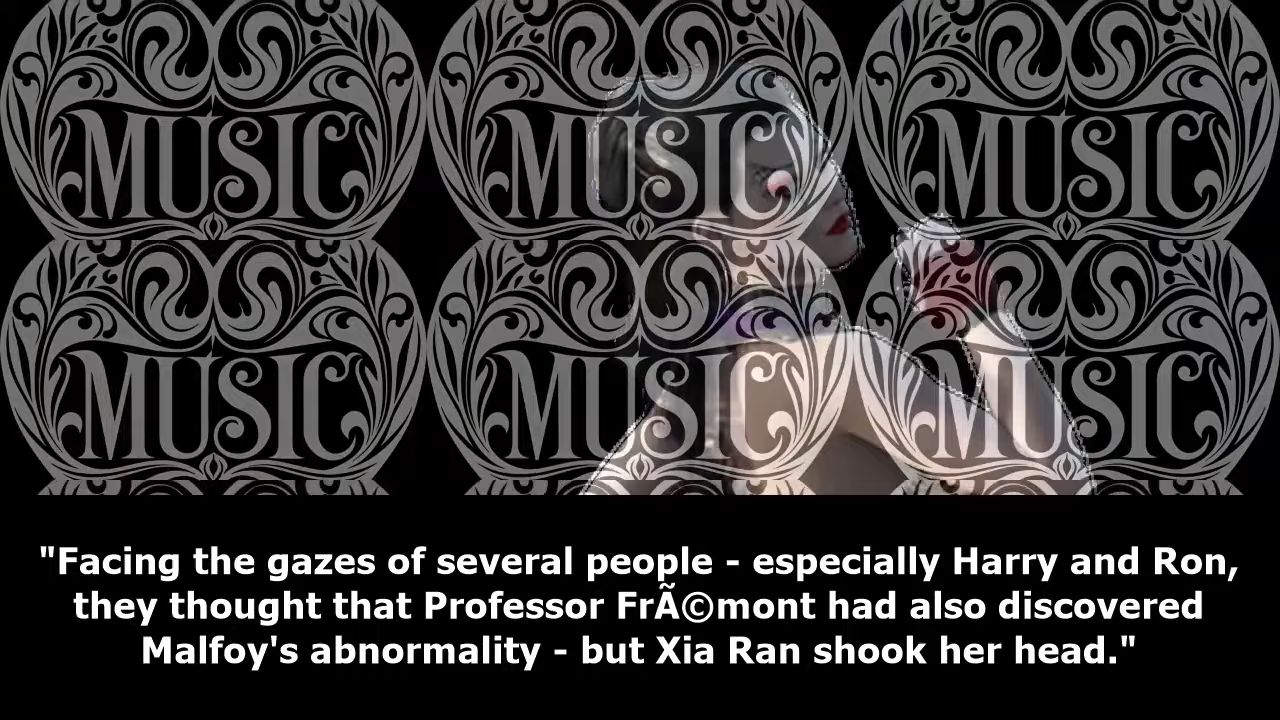 MUSIC MUSIC MUSIC
MUSIC MUSIC MUSIC
"Facing the gazes of several people - especially Harry and Ron,
they thought that Professor FrÃ©mont had also discovered
Malfoy's abnormality - but Xia Ran shook her head."